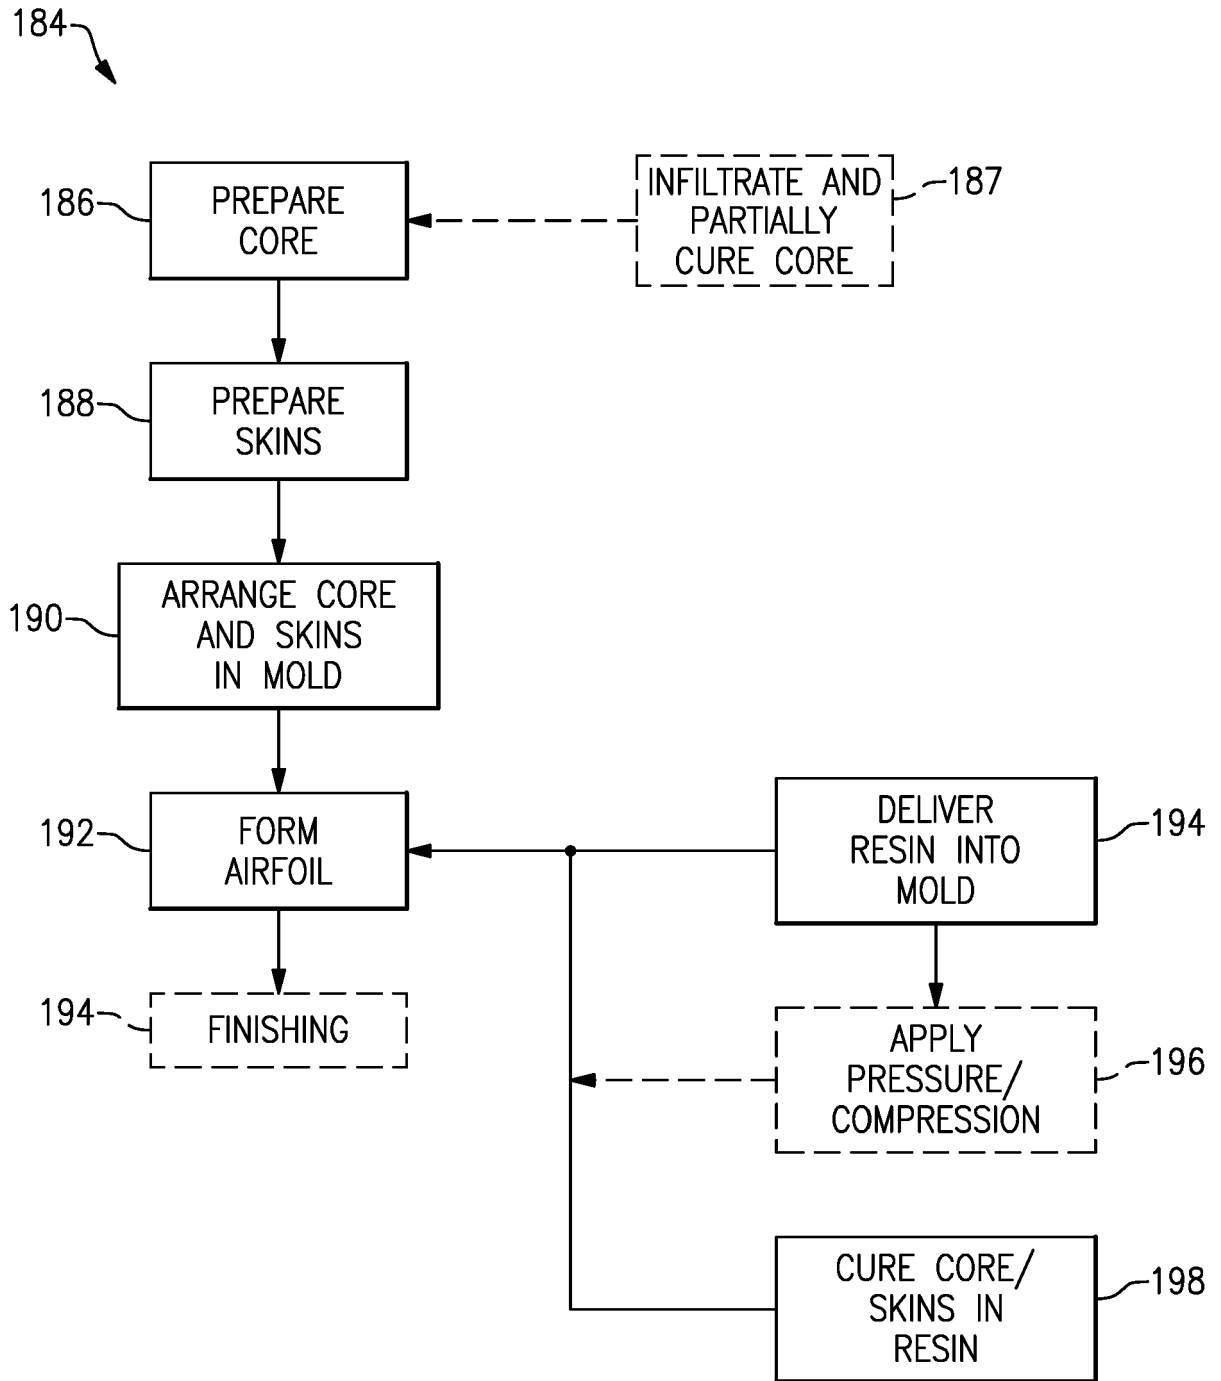 184
186
PREPARE
CORE
INFILTRATE AND
PARTIALLY
CURE CORE
187
188
PREPARE
SKINS
190
ARRANGE CORE
AND SKINS
IN MOLD
192
FORM
AIRFOIL
DELIVER
RESIN INTO
MOLD
194
194
FINISHING
APPLY
PRESSURE/
COMPRESSION
196
CURE CORE/
SKINS IN
RESIN
198